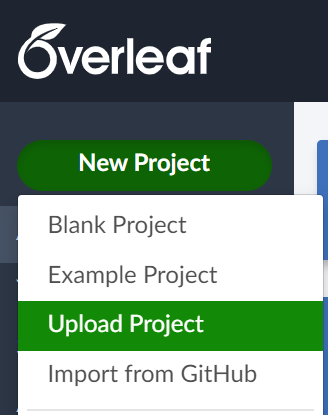 Overleaf
New Project
Blank Project
Example Project
Upload Project
Import from GitHub